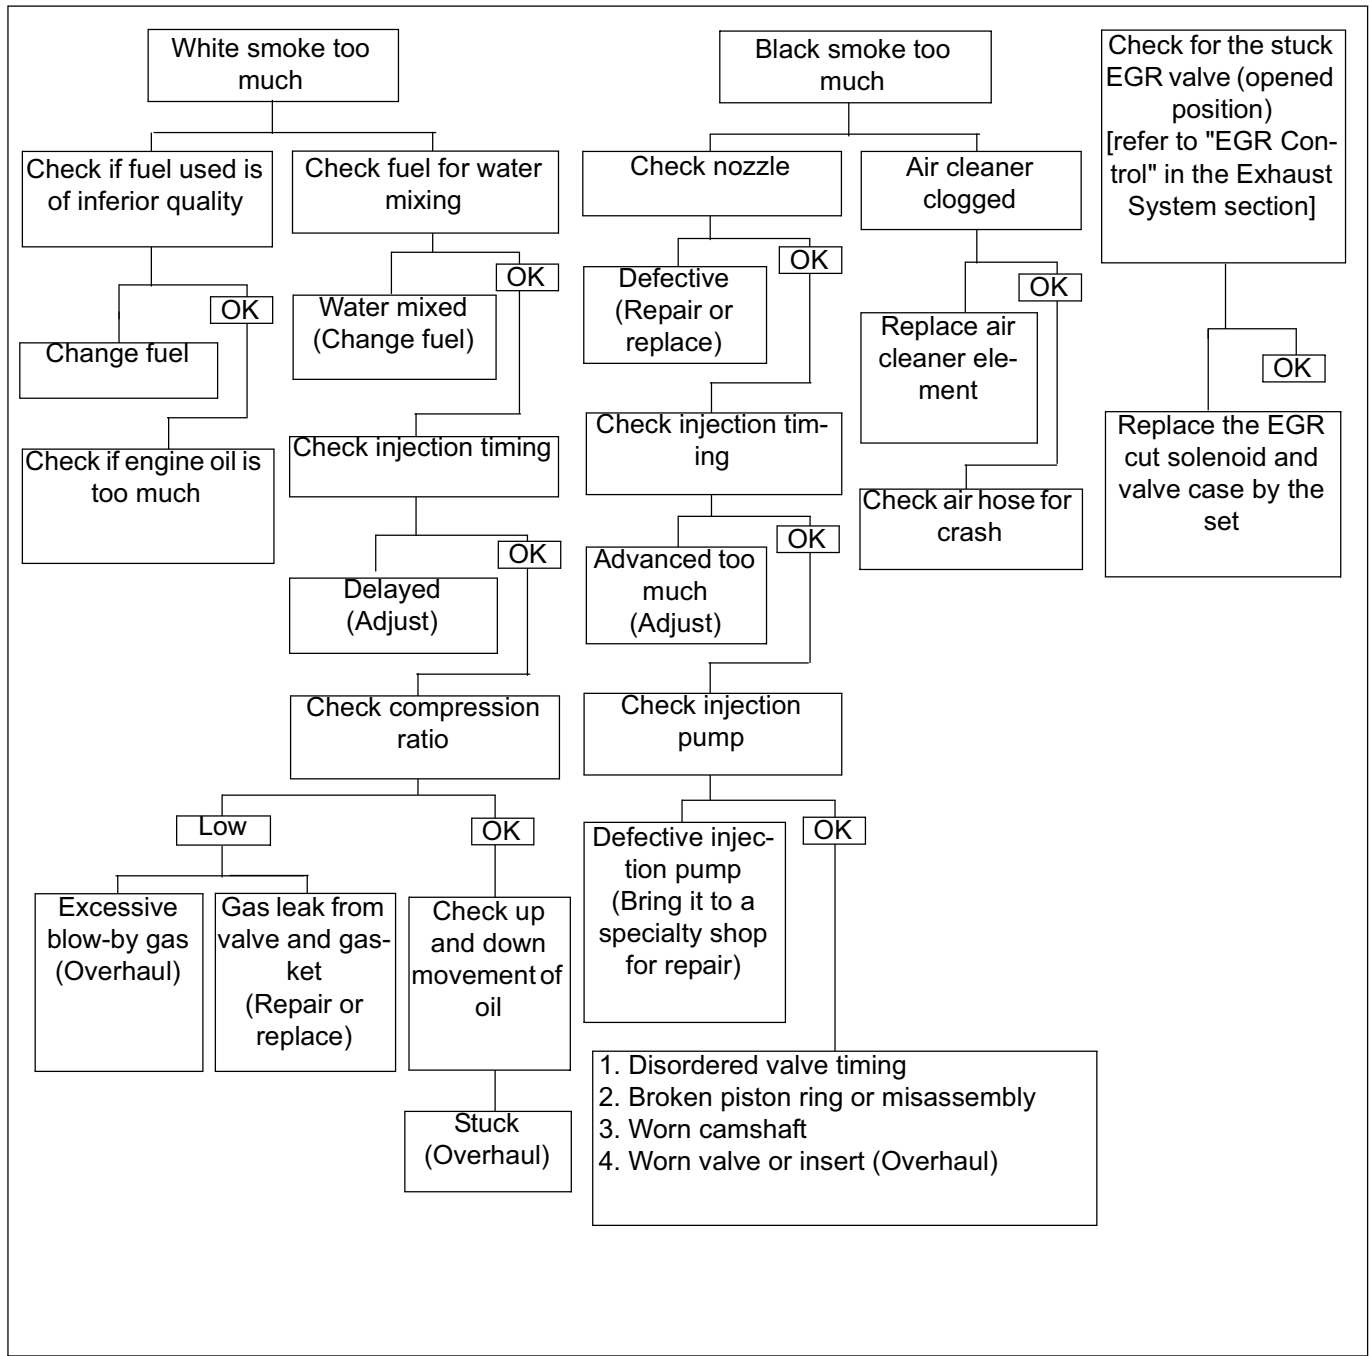 White smoke too
much
Check if fuel used is
of inferior quality
OK
Change fuel
Check if engine oil is
too much
Check fuel for water
mixing
OK
Water mixed
(Change fuel)
Check injection timing
OK
Delayed
(Adjust)
Check compression
ratio
Low
Excessive
blow-by gas
(Overhaul)
Gas leak from
valve and gas-
ket
(Repair or
replace)
OK
Check up
and down
movement of
oil
Stuck
(Overhaul)
Black smoke too
much
Check nozzle
OK
Defective
(Repair or
replace)
Check injection tim-
ing
OK
Advanced too
much
(Adjust)
Check injection
pump
Defective injec-
tion pump
(Bring it to a
specialty shop
for repair)
OK
1. Disordered valve timing
2. Broken piston ring or misassembly
3. Worn camshaft
4. Worn valve or insert (Overhaul)
Air cleaner
clogged
OK
Replace air
cleaner ele-
ment
Check air hose for
crash
Check for the stuck
EGR valve (opened
position)
[refer to "EGR Con-
trol" in the Exhaust
System section]
OK
Replace the EGR
cut solenoid and
valve case by the
set